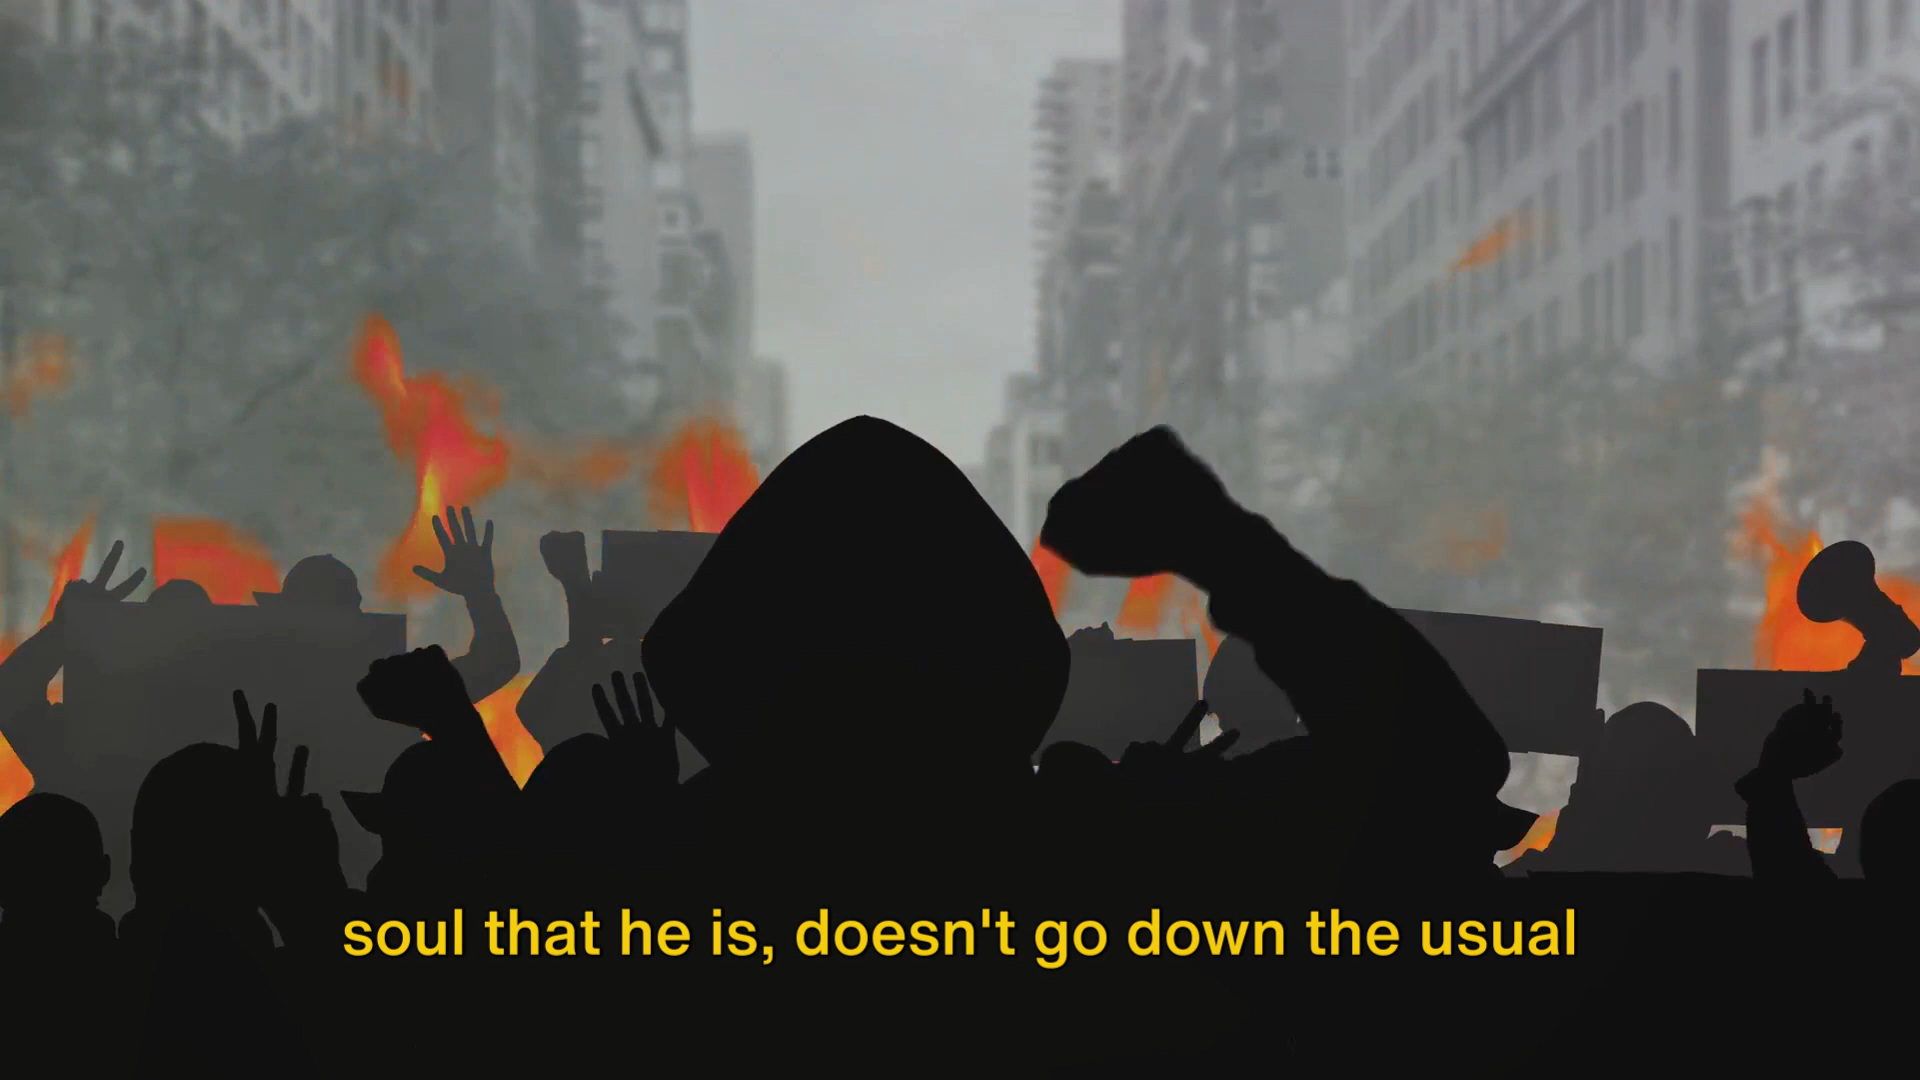 soul that he is, doesn't go down the usual